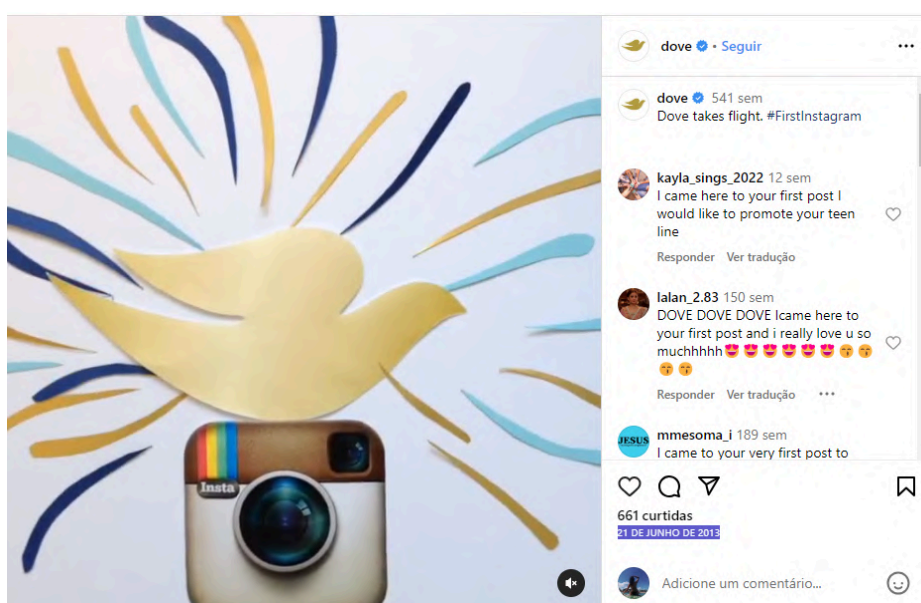 Insta
dove • Seguir
dove 541 sem
Dove takes flight. #FirstInstagram
kayla_sings_2022 12 sem
I came here to your first post I
would like to promote your teen
line
Responder Ver tradução
lalan_2.83 150 sem
DOVE DOVE DOVE Icame here to
your first post and i really love u so
muchhhhh😍😍😍😍😍😍😙😙
😙😙
Responder Ver tradução
JESUS
mmesoma_i 189 sem
I came to your very first post to
661 curtidas
21 DE JUNHO DE 2013
Adicione um comentário...